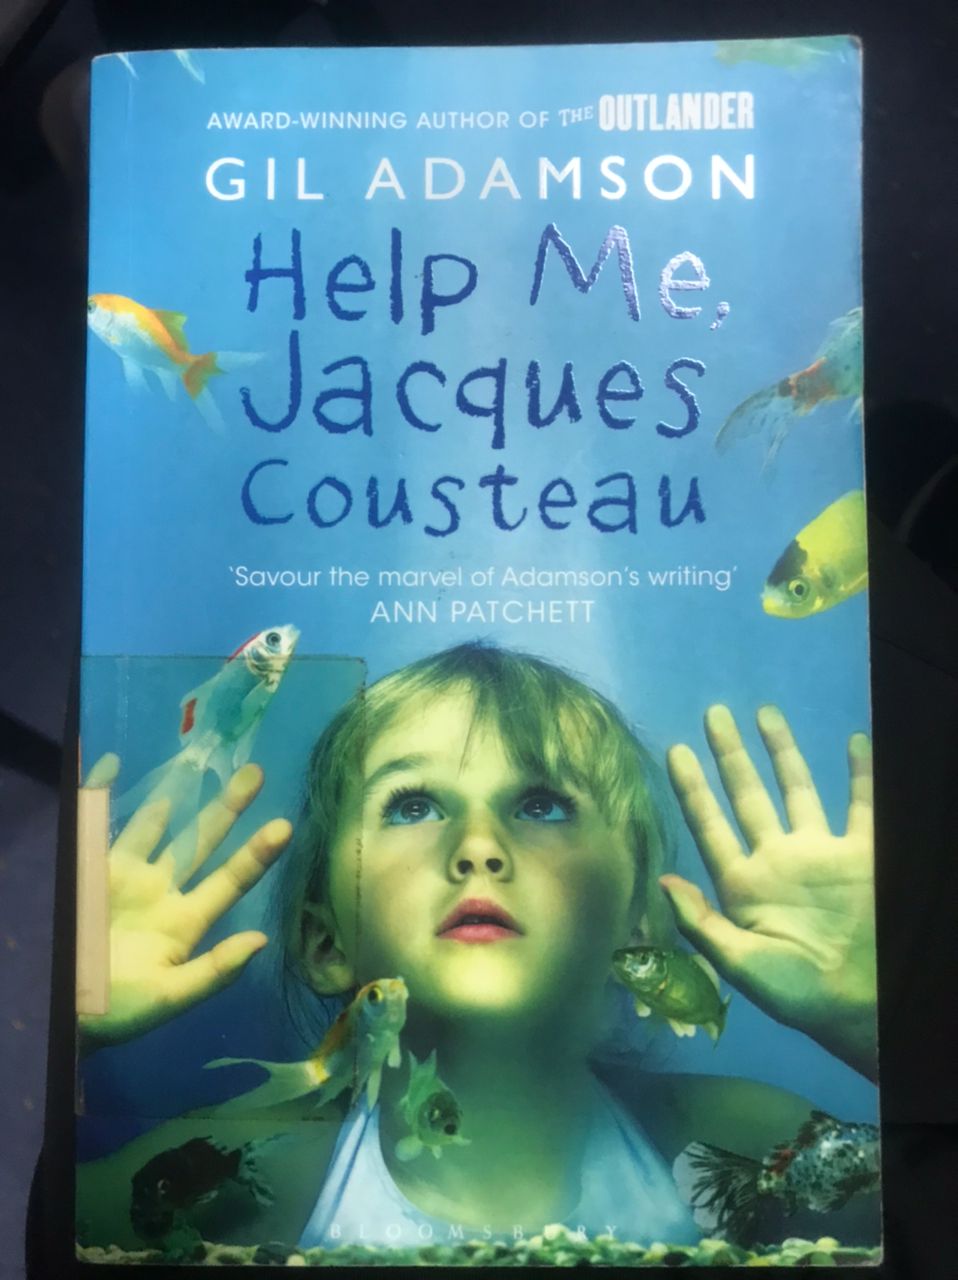 AWARD-WINNING AUTHOR OF THE OUTLANDER
GIL ADAMSON
Help Me,
Jacques
Cousteau
‘Savour the marvel of Adamson’s writing’
ANN PATCHETT
BLOOMSBURY